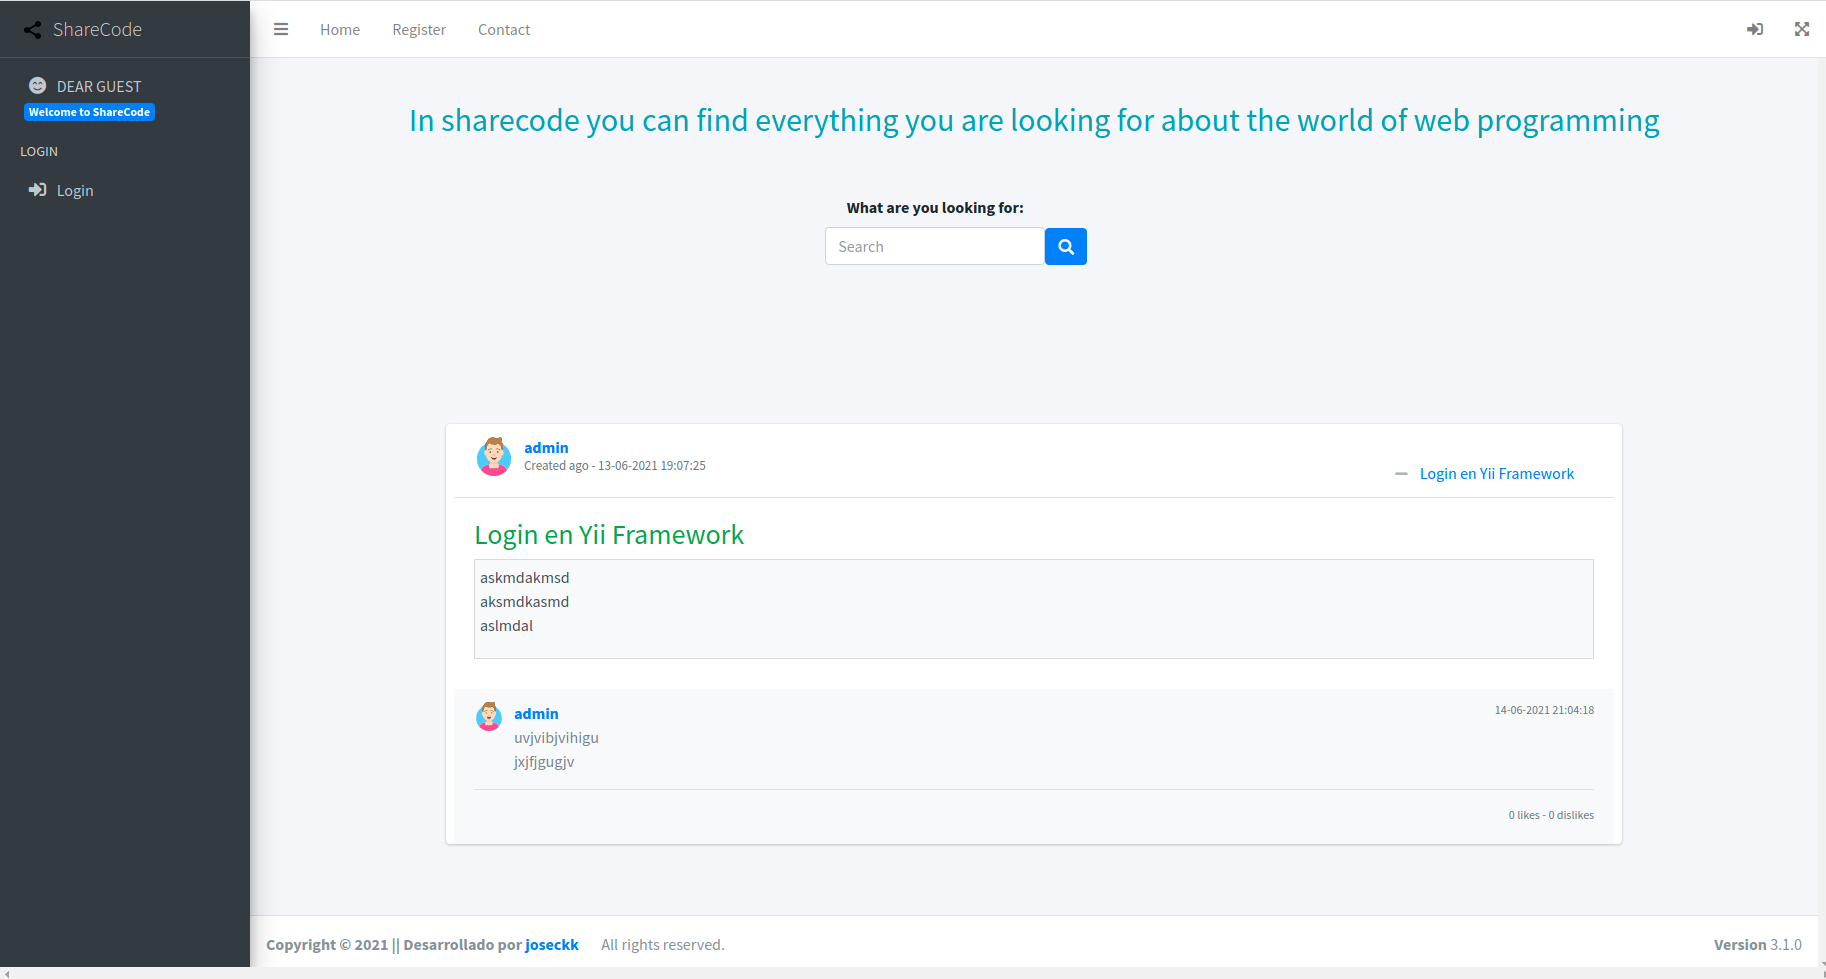 ShareCode
Home Register Contact
DEAR GUEST
Welcome to ShareCode
LOGIN
Login
In sharecode you can find everything you are looking for about the world of web programming
What are you looking for:
Search
admin
Created ago - 13-06-2021 19:07:25
Login en Yii Framework
Login en Yii Framework
askmdakmsd
aksmdkasmd
aslmdal
admin
14-06-2021 21:04:18
uvjvibjvihigu
jxjfjgugjv
0 likes - 0 dislikes
Copyright © 2021 || Desarrollado por joseckk All rights reserved.
Version 3.1.0